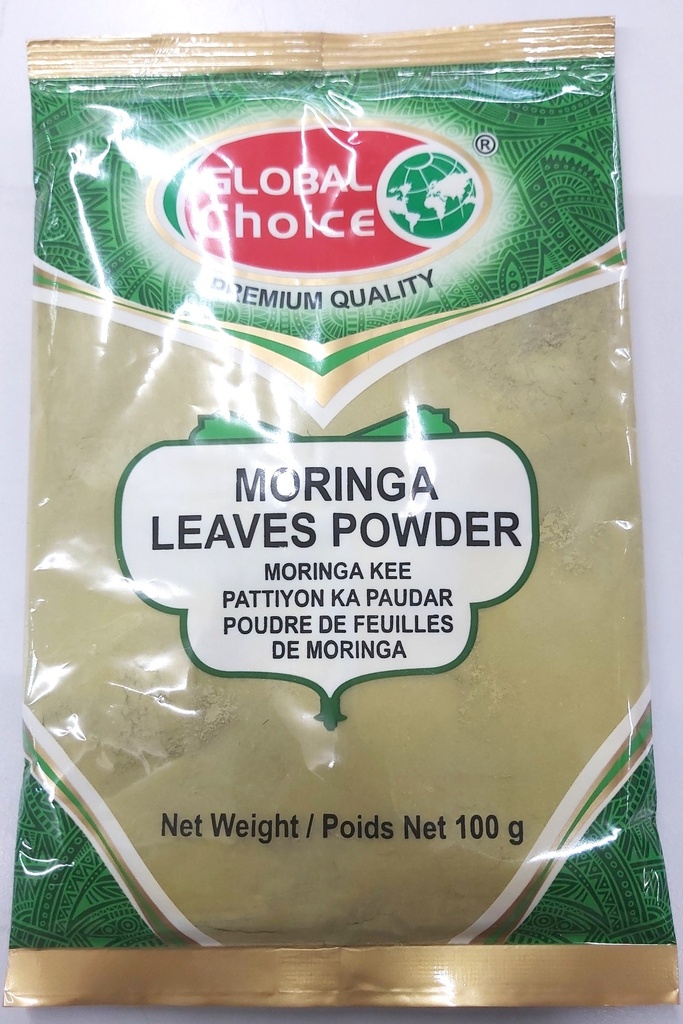 GLOBAL
Choice
®
PREMIUM QUALITY
MORINGA
LEAVES POWDER
MORINGA KEE
PATTIYON KA PAUDAR
POUDRE DE FEUILLES
DE MORINGA
Net Weight / Poids Net 100 g